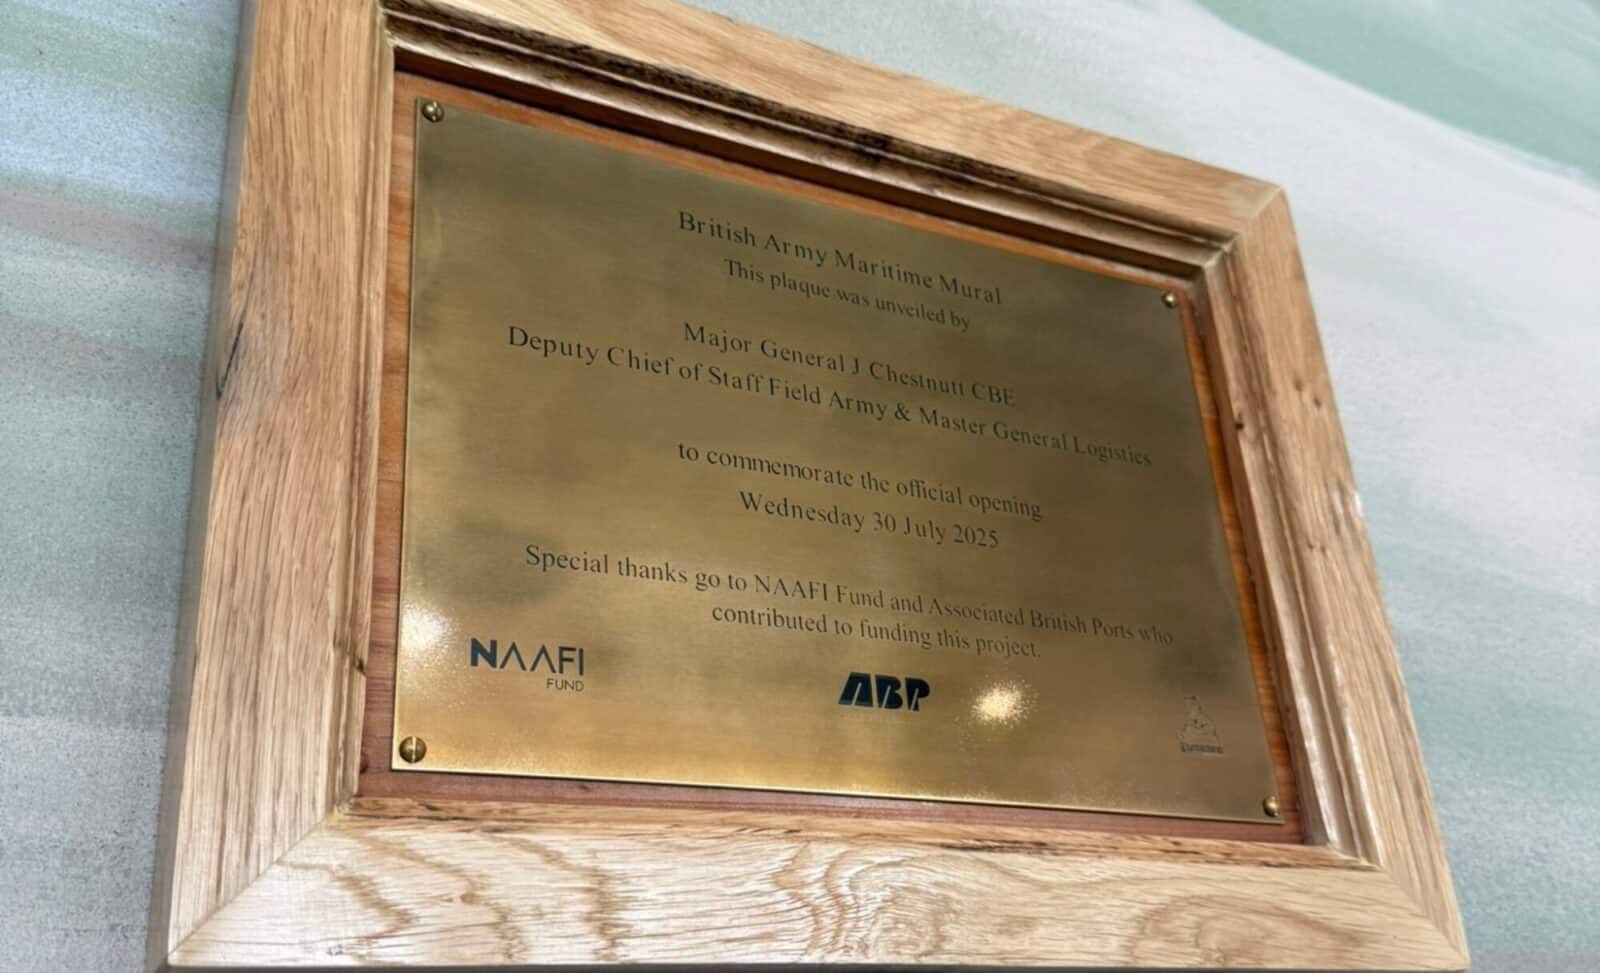 British Army Maritime Mural
This plaque was unveiled by
Major General J Chestnutt CBE
Deputy Chief of Staff Field Army & Master General Logistics
to commemorate the official opening
Wednesday 30 July 2025
Special thanks go to NAAFI Fund and Associated British Ports who
contributed to funding this project.
NAAFI
FUND
ABP